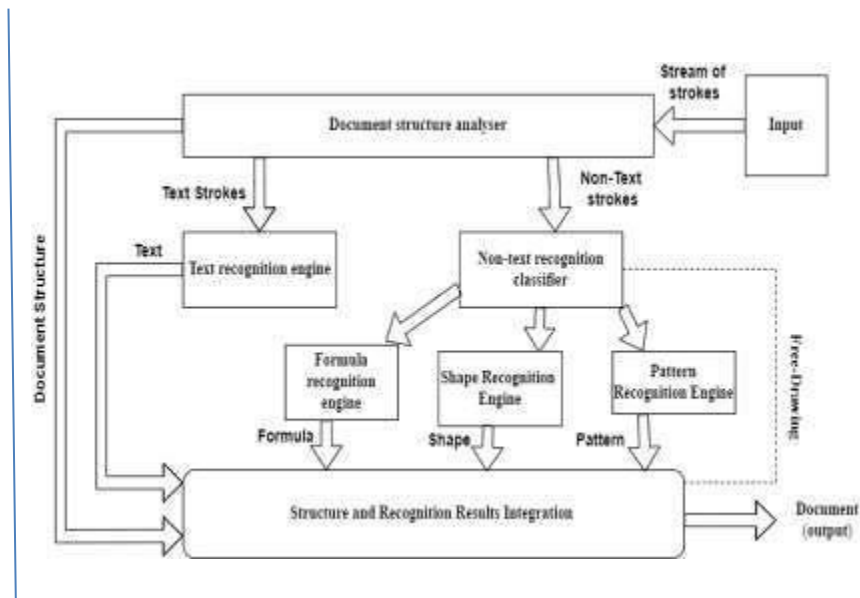 Stream of
strokes
Input
Document structure analyser
Text Strokes
Non-Text
strokes
Document Structure
Text
Text recognition engine
Non-text recognition
classifier
Free-Drawing
Formula
recognition
engine
Shape Recognition
Engine
Pattern
Recognition Engine
Formula
Shape
Pattern
Structure and Recognition Results Integration
Document
(output)